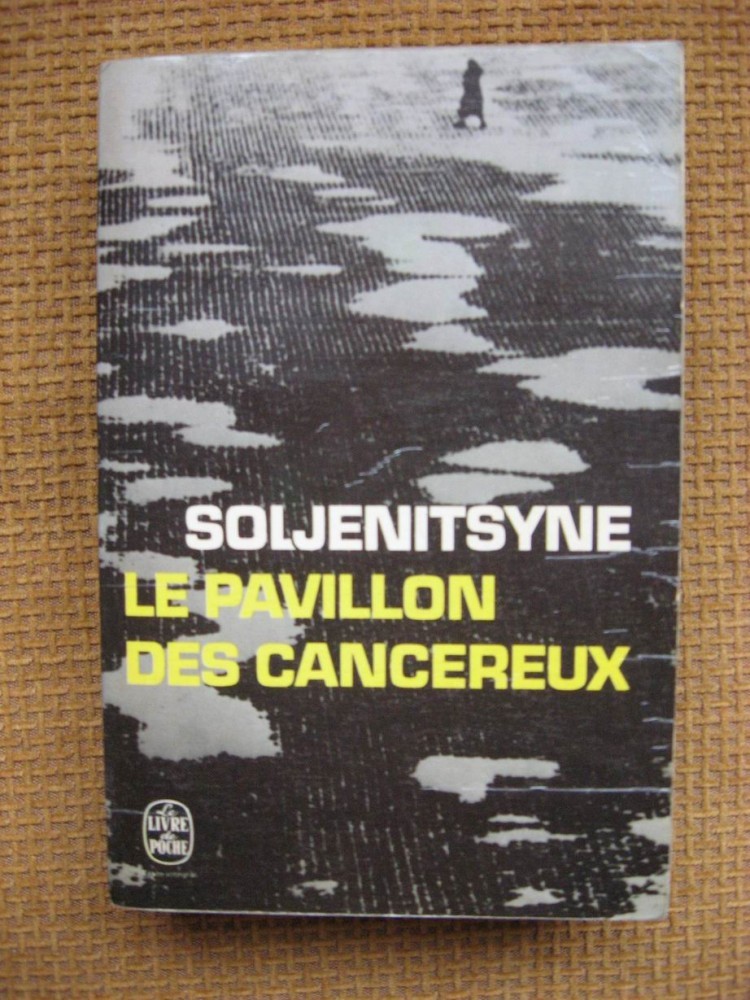 SOLJENITSYNE
LE PAVILLON
DES CANCEREUX
Le
LIVRE
de
POCHE